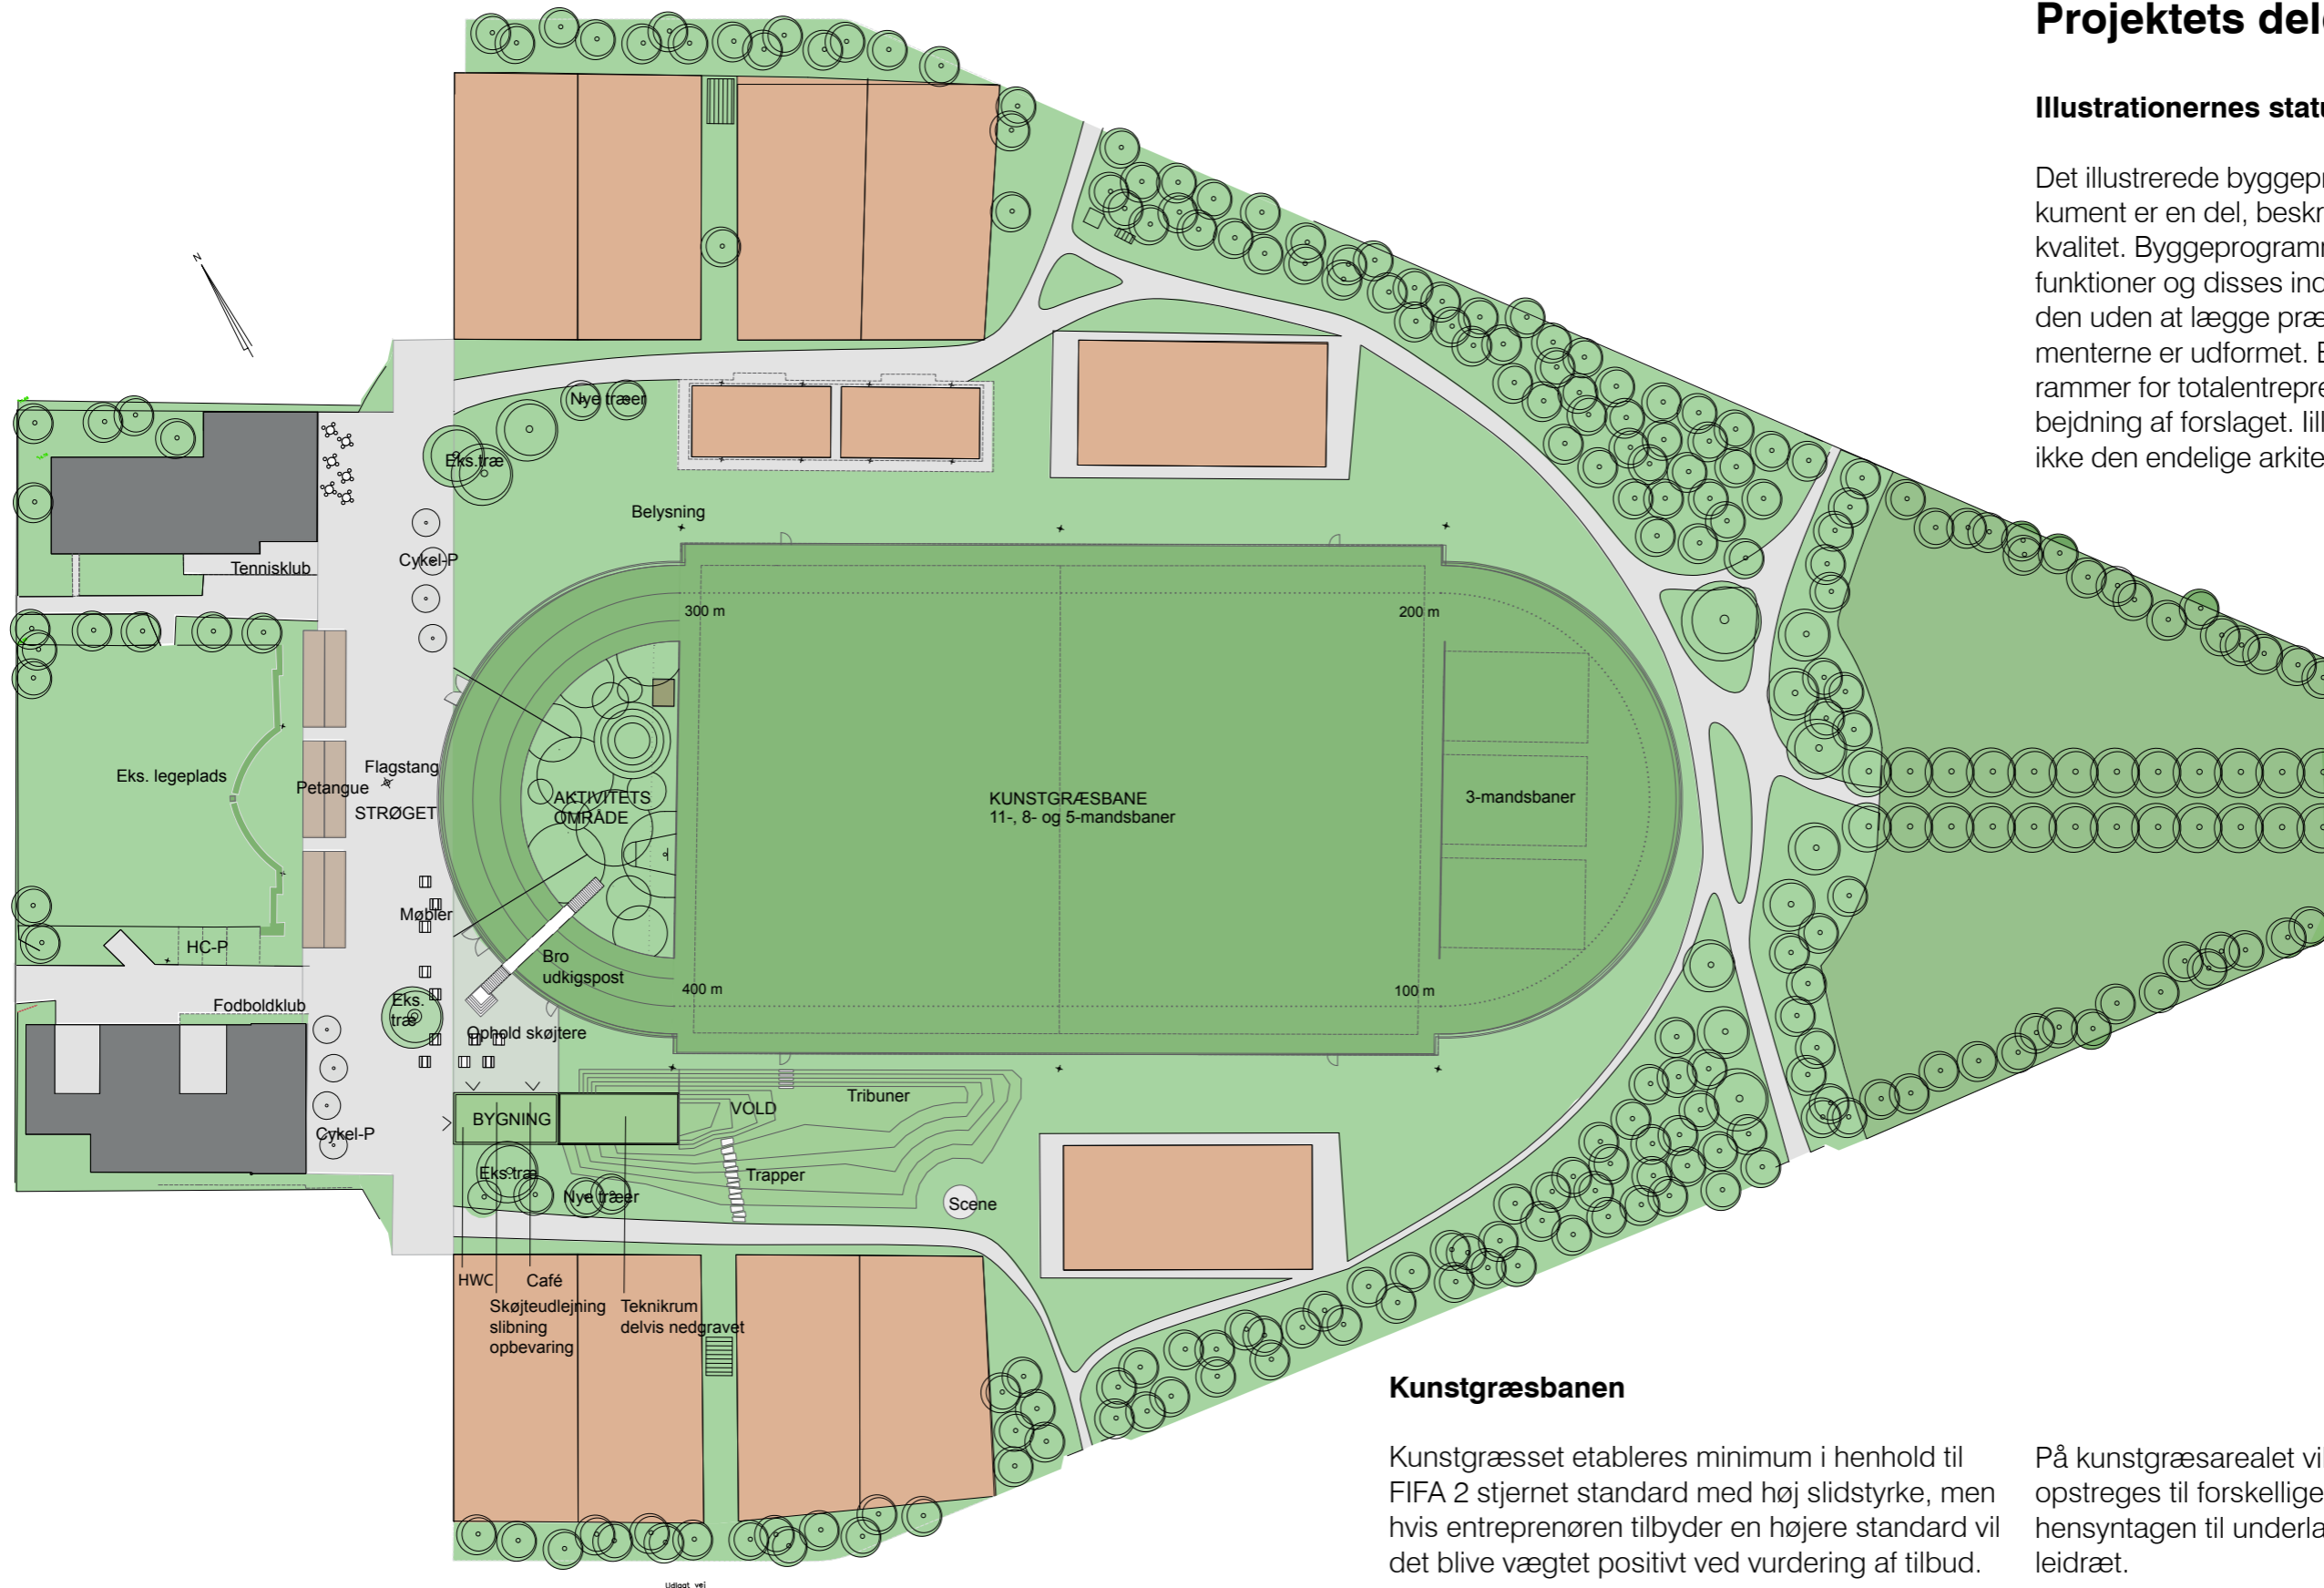 Projektets del
Illustrationernes stat
Det illustrerede byggep
kument er en del, besk
kvalitet. Byggeprogram
funktioner og disses ind
den uden at lægge præ
menterne er udformet.
rammer for totalentrepre
bejdning af forslaget.
ikke den endelige arkite
N
Nye træer
Eks.træ
Belysning
Cykel-P
Tennisklub
300 m
200 m
Eks. legeplads
Flagstang
Petangue
STRØGET
AKTIVITETS
OMRÅDE
KUNSTGRÆSBANE
11-, 8- og 5-mandsbaner
3-mandsbaner
Møbler
HC-P
Bro
udkigspost
400 m
100 m
Fodboldklub
Eks.
træ
Ophold skøjtere
BYGNING
VOLD
Tribuner
Cykel-P
Eks.træ
Nye træer
Trapper
Scene
HWC
Café
Skøjteudlejning
slibning
opbevaring
Teknikrum
delvis nedgravet
Kunstgræsbanen
Kunstgræsset etableres minimum i henhold til
FIFA 2 stjernet standard med høj slidstyrke, men
hvis entreprenøren tilbyder en højere standard vil
det blive vægtet positivt ved vurdering af tilbud.
På kunstgræsarealet vil
opstreges til forskellige
hensyntagen til underla
leidræt.
Udlagt vej